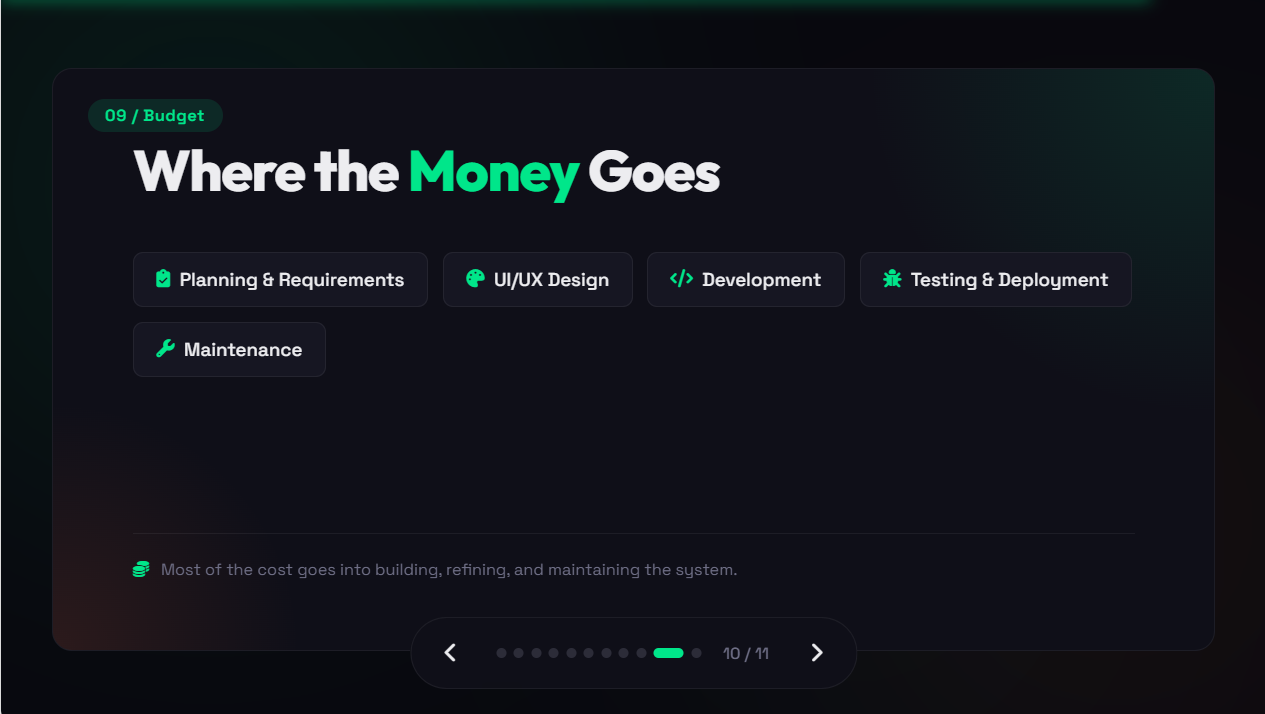 09 / Budget
Where the Money Goes
Planning & Requirements
UI/UX Design
Development
Testing & Deployment
Maintenance
Most of the cost goes into building, refining, and maintaining the system.
10 / 11